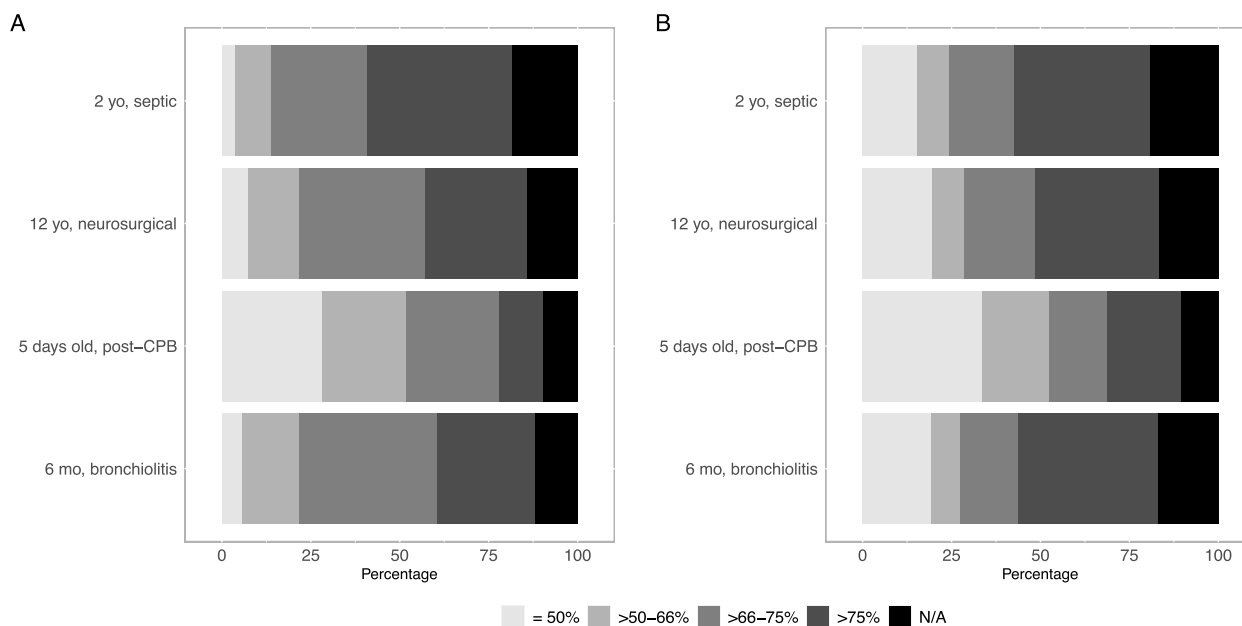 A
2 yo, septic
12 yo, neurosurgical
5 days old, post–CPB
6 mo, bronchiolitis
0 25 50 75 100
Percentage
B
2 yo, septic
12 yo, neurosurgical
5 days old, post–CPB
6 mo, bronchiolitis
0 25 50 75 100
Percentage
= 50% >50–66% >66–75% >75% N/A